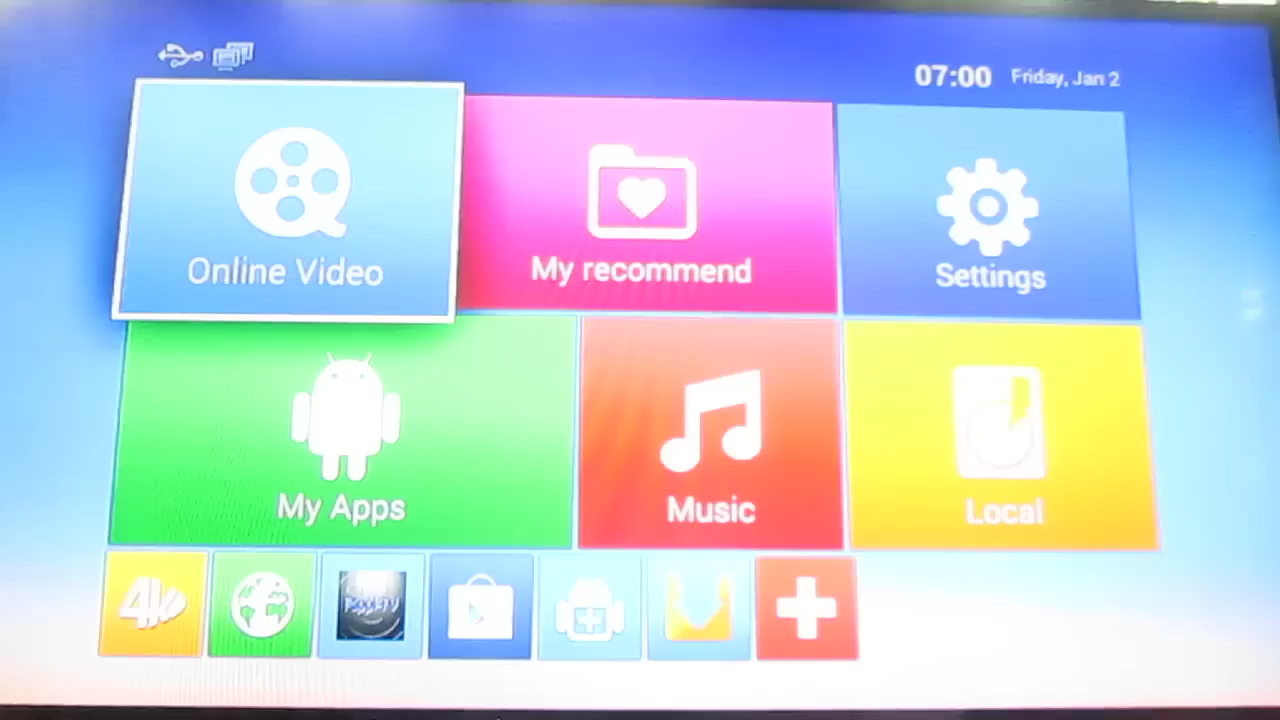 07:00 Friday, Jan 2
Online Video
My recommend
Settings
My Apps
Music
Local
4K